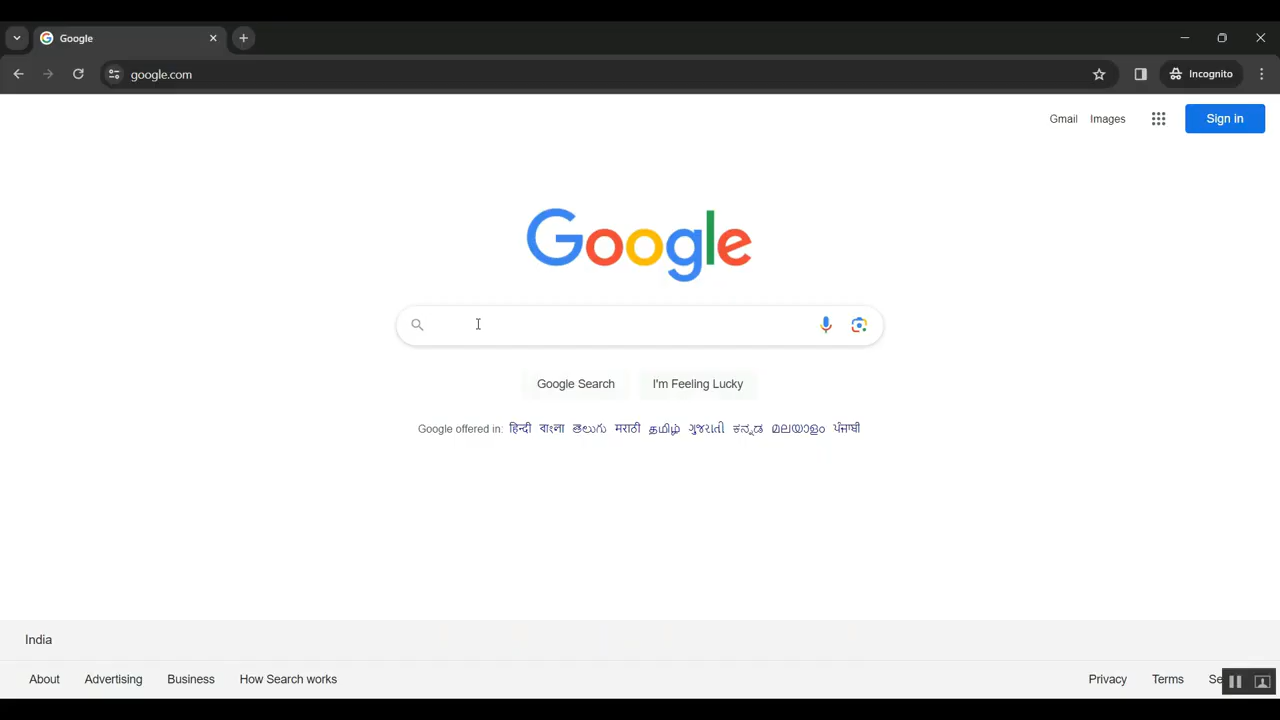 Google
google.com
Incognito
Gmail Images Sign in
Google
Google Search I'm Feeling Lucky
Google offered in: हिन्दी বাংলা తెలుగు मराठी தமிழ் ગુજરાતી ಕನ್ನಡ മലയാളം ਪੰਜਾਬੀ
India
About Advertising Business How Search works Privacy Terms Se